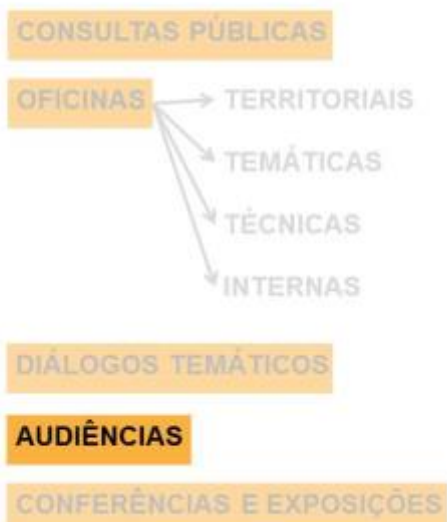 CONSULTAS PÚBLICAS
OFICINAS
TERRITORIAIS
TEMÁTICAS
TÉCNICAS
INTERNAS
DIÁLOGOS TEMÁTICOS
AUDIÊNCIAS
CONFERÊNCIAS E EXPOSIÇÕES